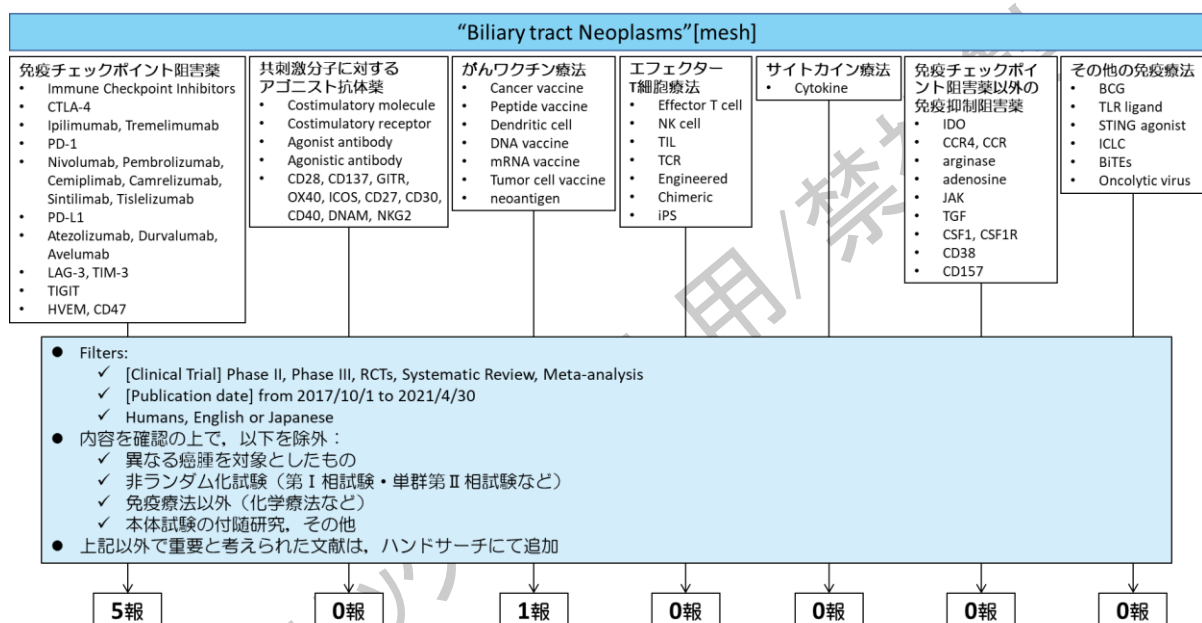 “Biliary tract Neoplasms”[mesh]
免疫チェックポイント阻害薬
• Immune Checkpoint Inhibitors
• CTLA-4
• Ipilimumab, Tremelimumab
• PD-1
• Nivolumab, Pembrolizumab,
Cemiplimab, Camrelizumab,
Sintilimab, Tislelizumab
• PD-L1
• Atezolizumab, Durvalumab,
Avelumab
• LAG-3, TIM-3
• TIGIT
• HVEM, CD47
共刺激分子に対する
アゴニスト抗体薬
• Costimulatory molecule
• Costimulatory receptor
• Agonist antibody
• Agonistic antibody
• CD28, CD137, GITR,
OX40, ICOS, CD27, CD30,
CD40, DNAM, NKG2
がんワクチン療法
• Cancer vaccine
• Peptide vaccine
• Dendritic cell
• DNA vaccine
• mRNA vaccine
• Tumor cell vaccine
• neoantigen
エフェクター
T細胞療法
• Effector T cell
• NK cell
• TIL
• TCR
• Engineered
• Chimeric
• iPS
サイトカイン療法
• Cytokine
免疫チェックポイ
ント阻害薬以外の
免疫抑制阻害薬
• IDO
• CCR4, CCR
• arginase
• adenosine
• JAK
• TGF
• CSF1, CSF1R
• CD38
• CD157
その他の免疫療法
• BCG
• TLR ligand
• STING agonist
• ICLC
• BiTEs
• Oncolytic virus
● Filters:
✓ [Clinical Trial] Phase II, Phase III, RCTs, Systematic Review, Meta-analysis
✓ [Publication date] from 2017/10/1 to 2021/4/30
✓ Humans, English or Japanese
● 内容を確認の上で，以下を除外：
✓ 異なる癌腫を対象としたもの
✓ 非ランダム化試験（第Ⅰ相試験・単群第Ⅱ相試験など）
✓ 免疫療法以外（化学療法など）
✓ 本体試験の付随研究，その他
● 上記以外で重要と考えられた文献は，ハンドサーチにて追加
5報
0報
1報
0報
0報
0報
0報
用/禁